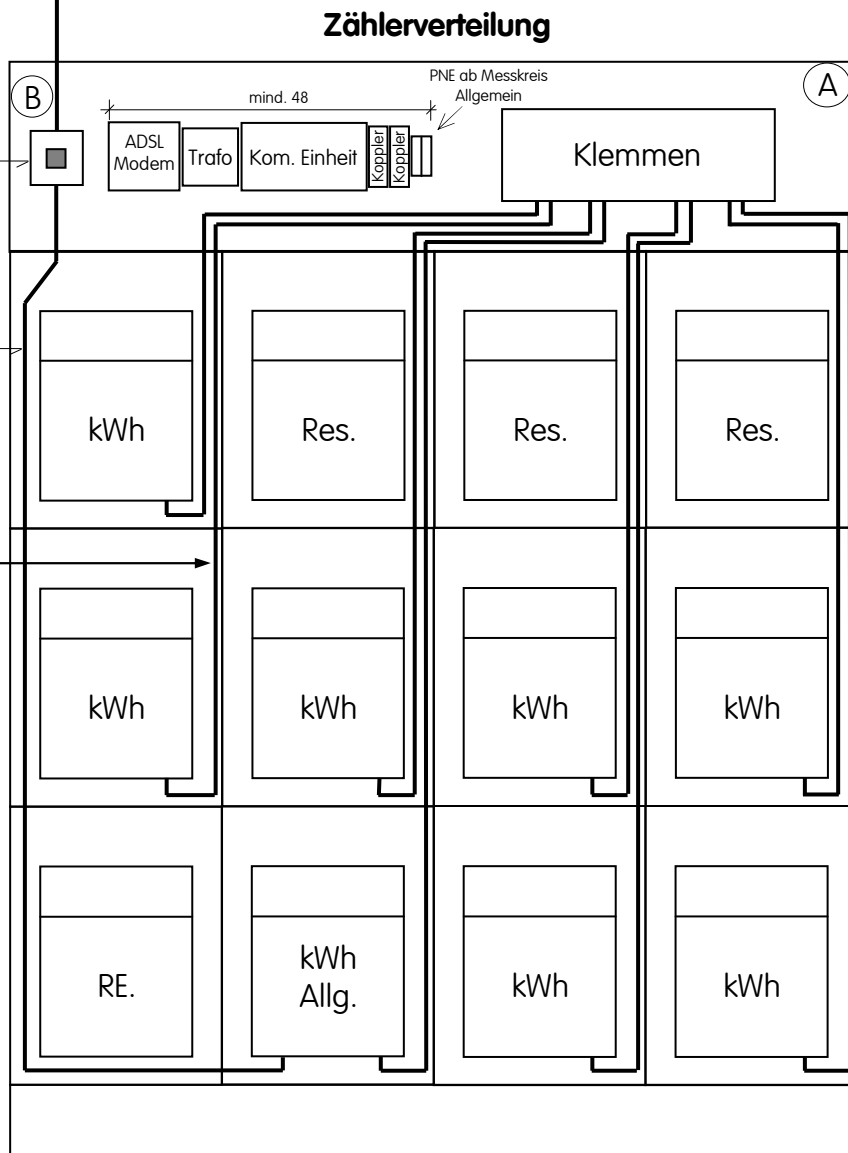 Zählerverteilung
B
mind. 48
PNE ab Messkreis
Allgemein
A
ADSL
Modem
Trafo
Kom. Einheit
Koppler
Koppler
Klemmen
kWh
Res.
Res.
Res.
kWh
kWh
kWh
kWh
RE.
kWh
Allg.
kWh
kWh